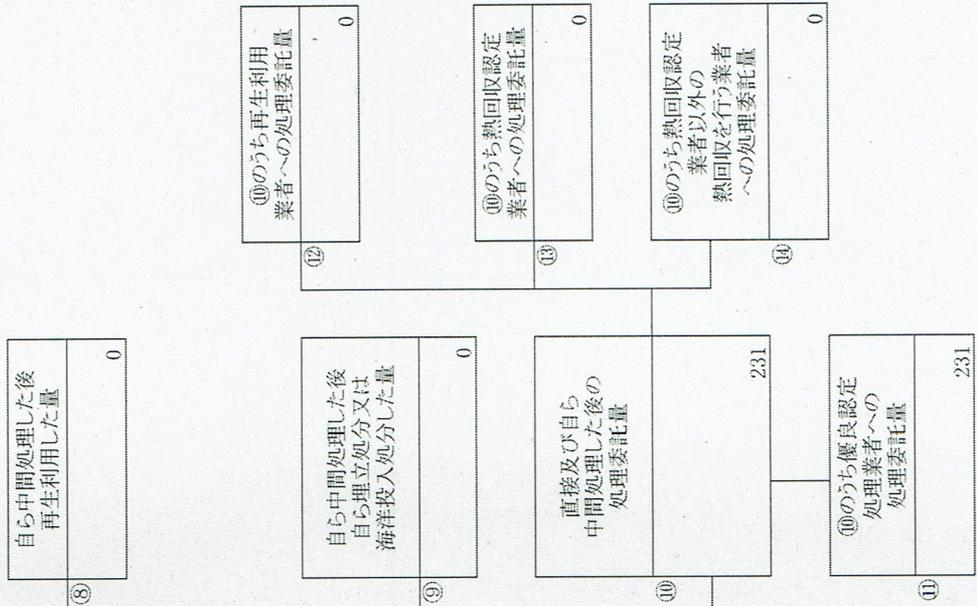 ⑧
自ら中間処理した後
再生利用した量
0
⑨
自ら中間処理した後
自ら埋立処分又は
海洋投入処分した量
0
⑩
直接及び自ら
中間処理した後の
処理委託量
231
⑪
⑩のうち優良認定
処理業者への
処理委託量
231
⑫
⑩のうち再生利用
業者への処理委託量
0
⑬
⑩のうち熱回収認定
業者への処理委託量
0
⑭
⑩のうち熱回収認定
業者以外の
熱回収を行う業者
への処理委託量
0